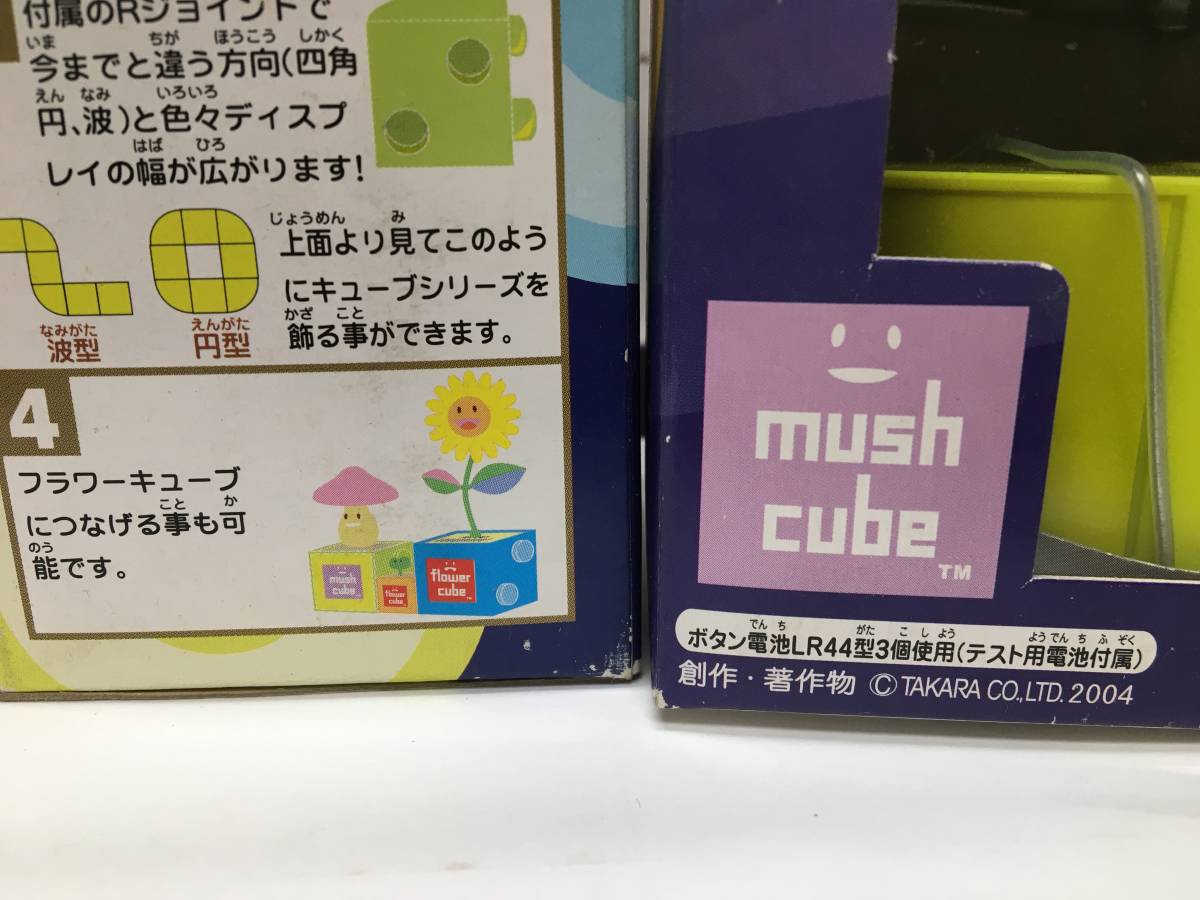 付属のRジョイントで
今までと違う方向(四角
円、波)と色々ディスプ
レイの幅が広がります!
上面より見てこのよう
にキューブシリーズを
飾る事ができます。
波型
円型
4
フラワーキューブ
につなげる事も可
能です。
mush
cube
flower
cube
flower
cube
mush
cube
TM
ボタン電池LR44型3個使用(テスト用電池付属)
創作・著作物 ©TAKARA CO.,LTD. 2004